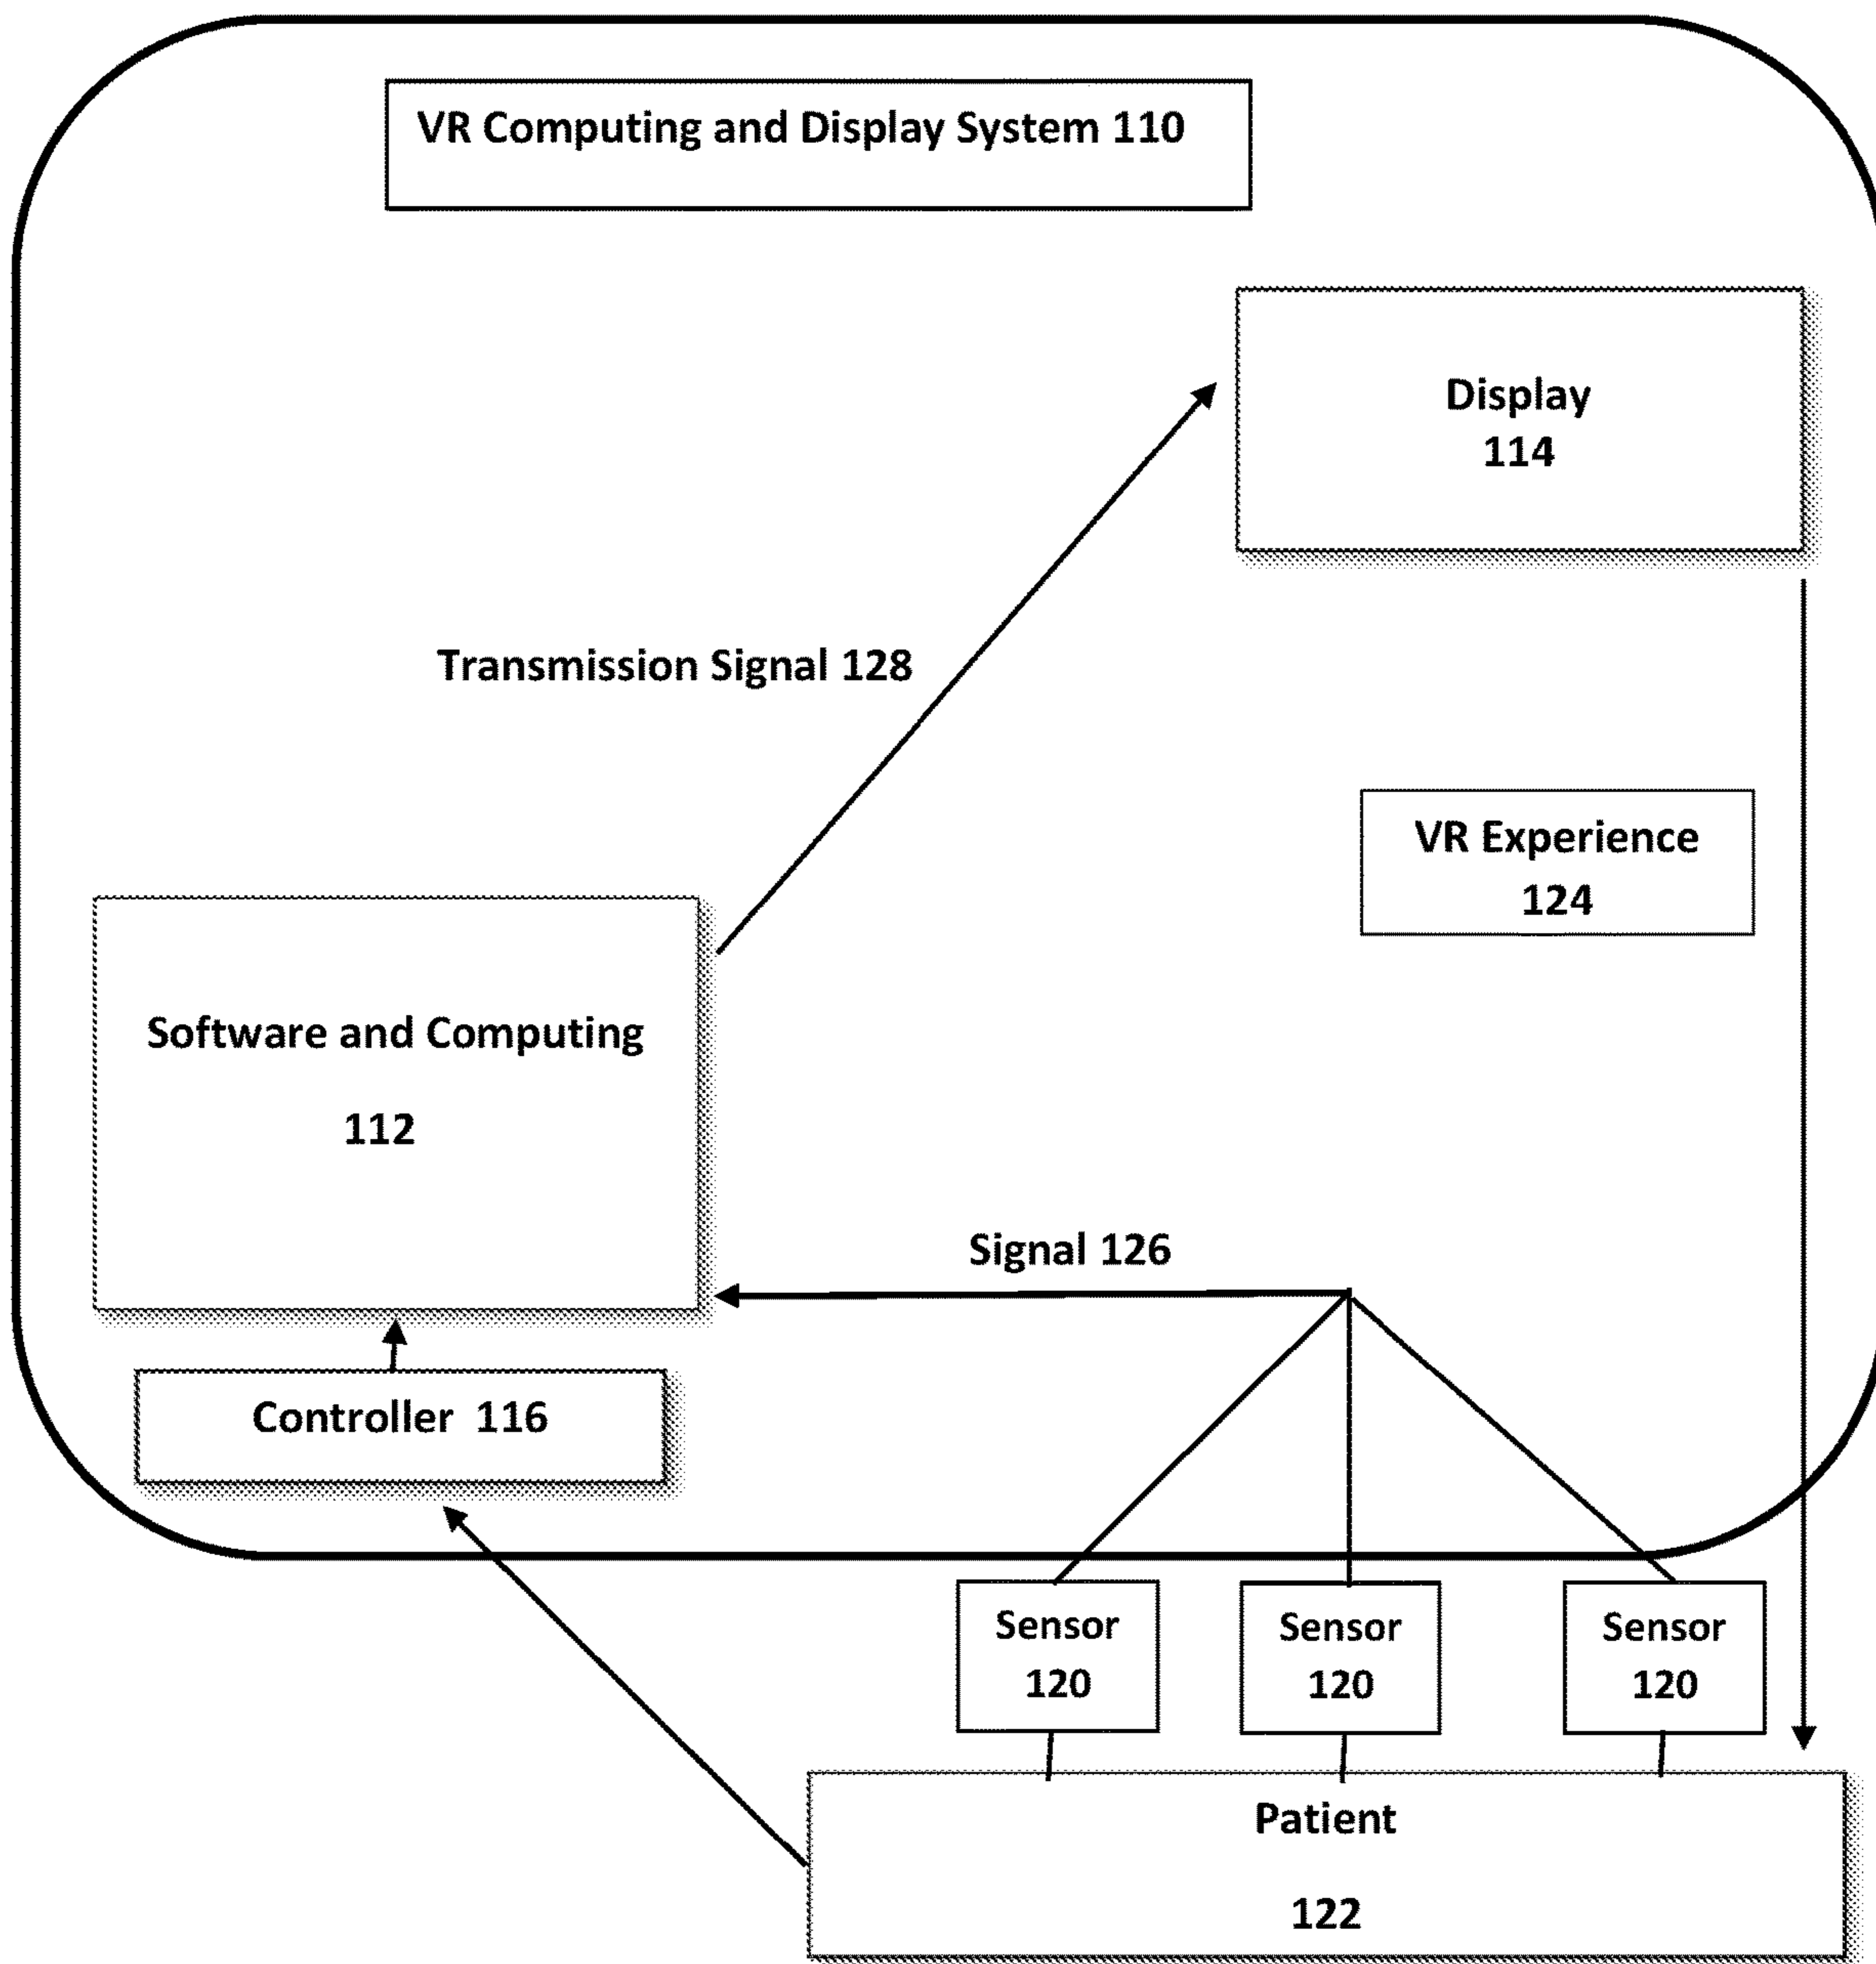 VR Computing and Display System 110
Display
114
Transmission Signal 128
VR Experience
124
Software and Computing
112
Signal 126
Controller 116
Sensor
120
Sensor
120
Sensor
120
Patient
122